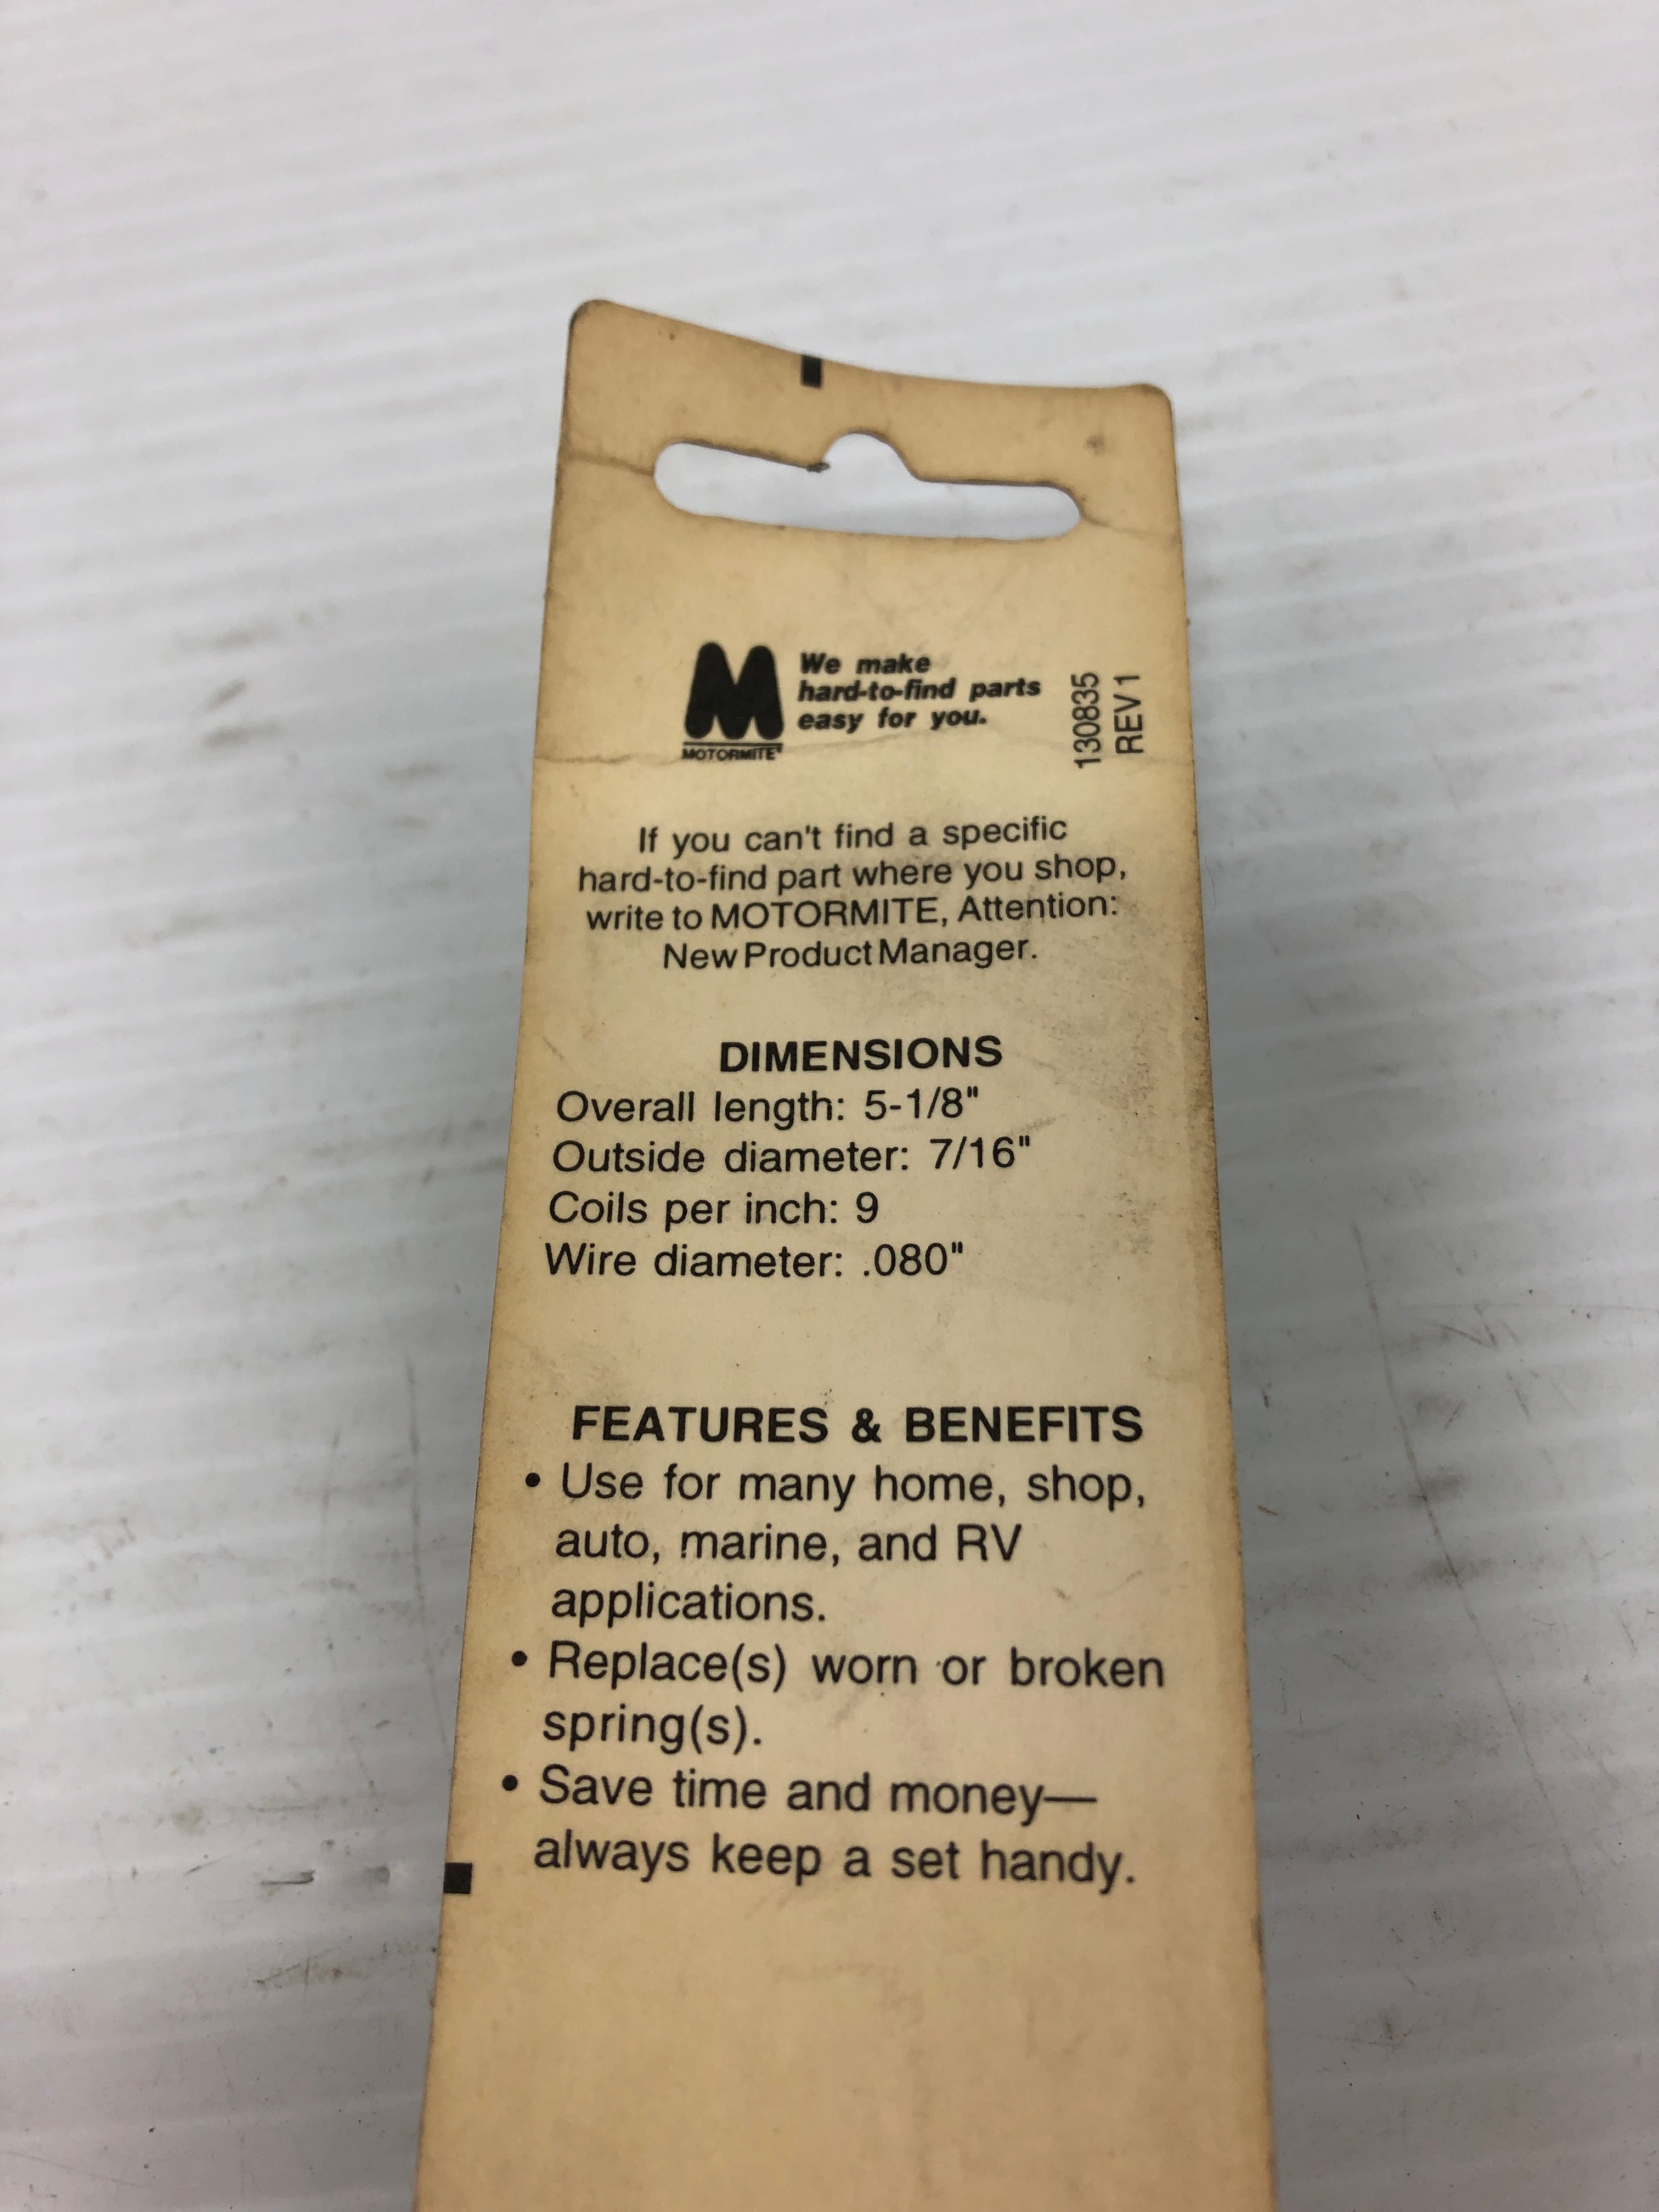 We make
hard-to-find parts
easy for you.
MOTORMITE®
130835
REV 1
If you can't find a specific
hard-to-find part where you shop,
write to MOTORMITE, Attention:
New Product Manager.
DIMENSIONS
Overall length: 5-1/8"
Outside diameter: 7/16"
Coils per inch: 9
Wire diameter: .080"
FEATURES & BENEFITS
• Use for many home, shop,
auto, marine, and RV
applications.
• Replace(s) worn or broken
spring(s).
• Save time and money—
always keep a set handy.